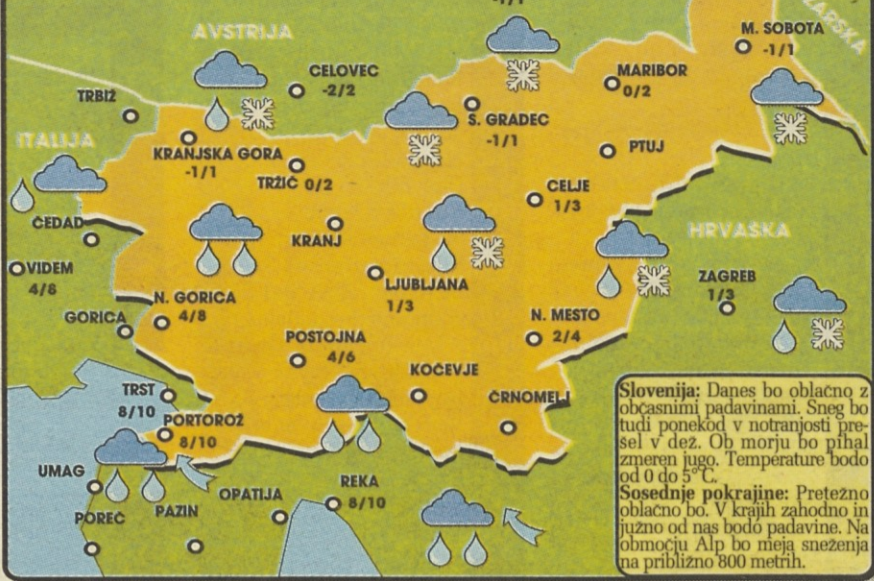 -1/1
AVSTRIJA
M. SOBOTA
-1/1
CELOVEC
-2/2
MARIBOR
0/2
TRBIŽ
S. GRADEC
-1/1
ITALIJA
KRANJSKA GORA
-1/1
TRŽIČ 0/2
PTUJ
CELJE
1/3
ČEDAD
KRANJ
HRVAŠKA
VIDEM
4/8
LJUBLJANA
1/3
ZAGREB
1/3
N. GORICA
4/8
GORICA
N. MESTO
2/4
POSTOJNA
4/6
KOČEVJE
TRST
8/10
ČRNOMELJ
PORTOROŽ
8/10
UMAG
REKA
8/10
OPATIJA
POREČ
PAZIN
Slovenija: Danes bo oblačno z
občasnimi padavinami. Sneg bo
tudi ponekod v notranjosti pre-
šel v dež. Ob morju bo pihal
zmeren jugo. Temperature bodo
od 0 do 5°C.
Sosednje pokrajine: Pretežno
oblačno bo. V krajih zahodno in
južno od nas bodo padavine. Na
območju Alp bo meja sneženja
na približno 800 metrih.